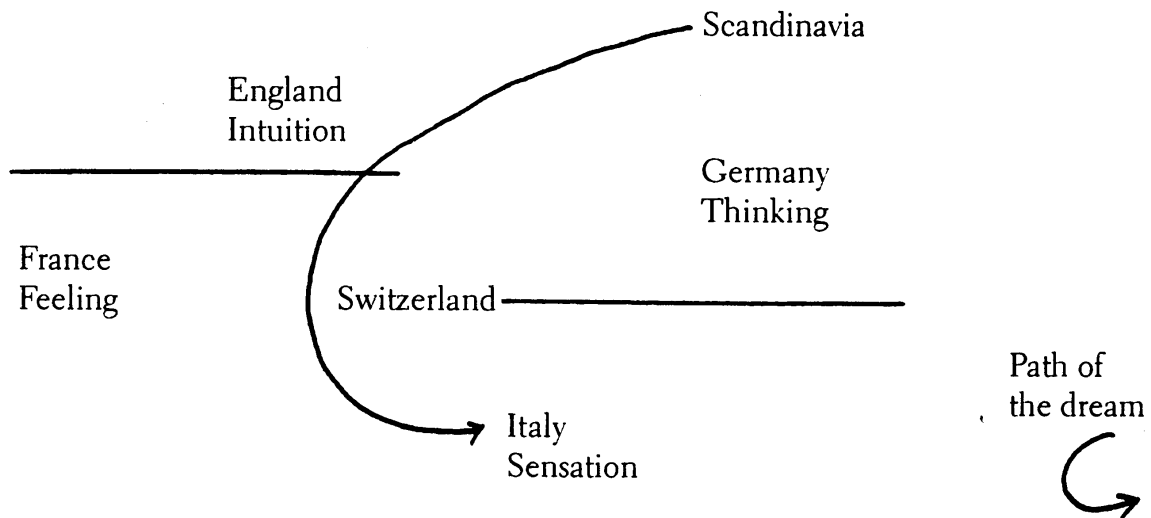 Scandinavia
England
Intuition
Germany
Thinking
France
Feeling
Switzerland
Path of
the dream
Italy
Sensation